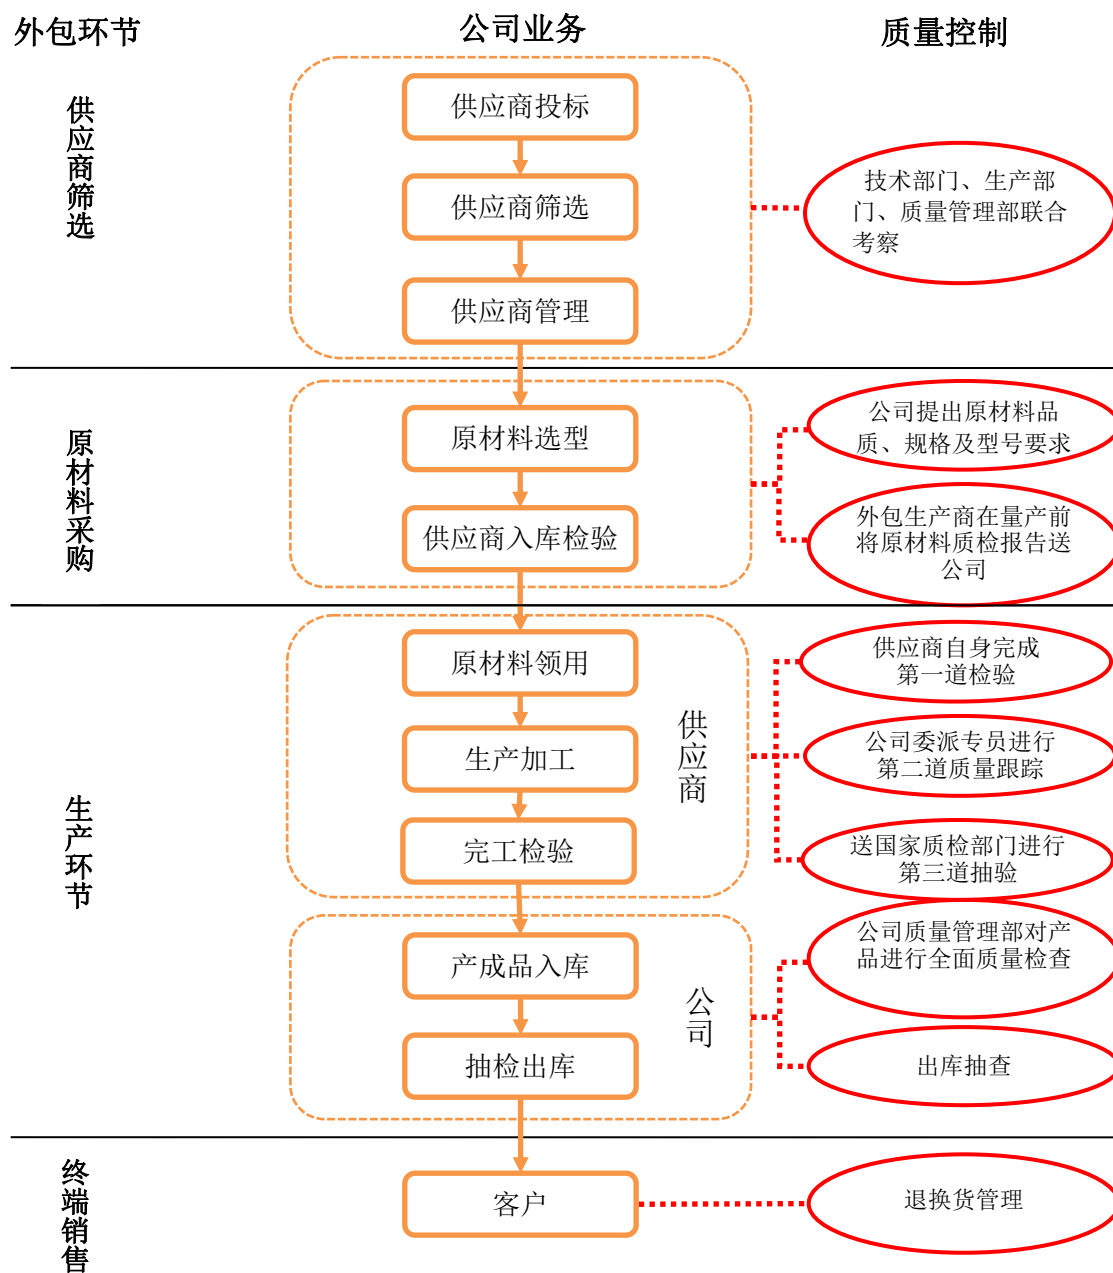 外包环节
公司业务
质量控制
供应商筛选
供应商投标
供应商筛选
供应商管理
技术部门、生产部
门、质量管理部联合
考察
原材料采购
原材料选型
供应商入库检验
公司提出原材料品
质、规格及型号要求
外包生产商在量产前
将原材料质检报告送
公司
生产环节
原材料领用
生产加工
完工检验
供应商
供应商自身完成
第一道检验
公司委派专员进行
第二道质量跟踪
送国家质检部门进行
第三道抽验
产成品入库
抽检出库
公司
公司质量管理部对产
品进行全面质量检查
出库抽查
终端销售
客户
退换货管理